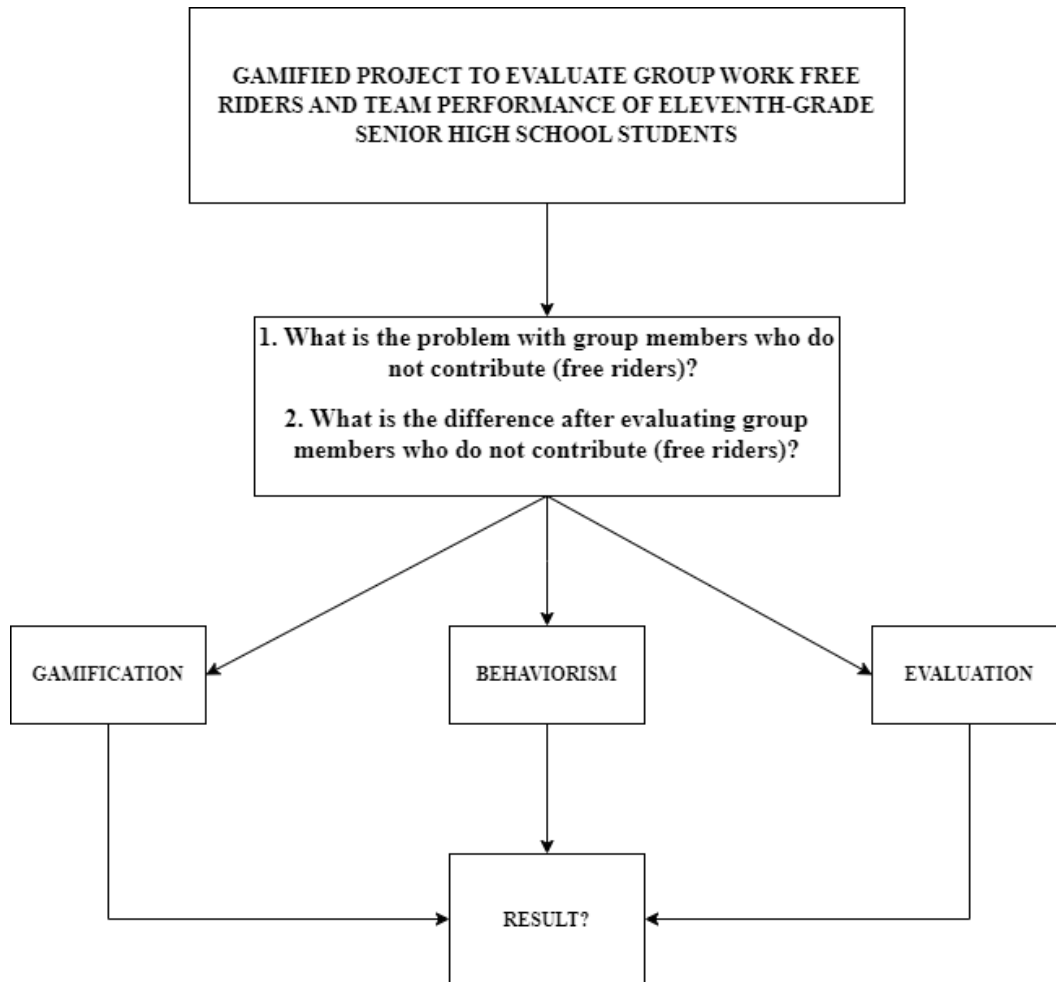 GAMIFIED PROJECT TO EVALUATE GROUP WORK FREE
RIDERS AND TEAM PERFORMANCE OF ELEVENTH-GRADE
SENIOR HIGH SCHOOL STUDENTS
1. What is the problem with group members who do
not contribute (free riders)?
2. What is the difference after evaluating group
members who do not contribute (free riders)?
GAMIFICATION
BEHAVIORISM
EVALUATION
RESULT?